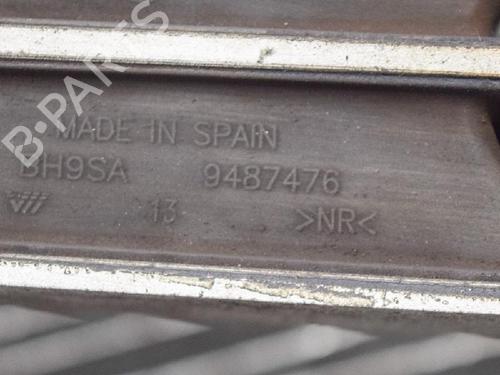 B-PARTS
MADE IN SPAIN
BH9SA 9487476
13 >NR<